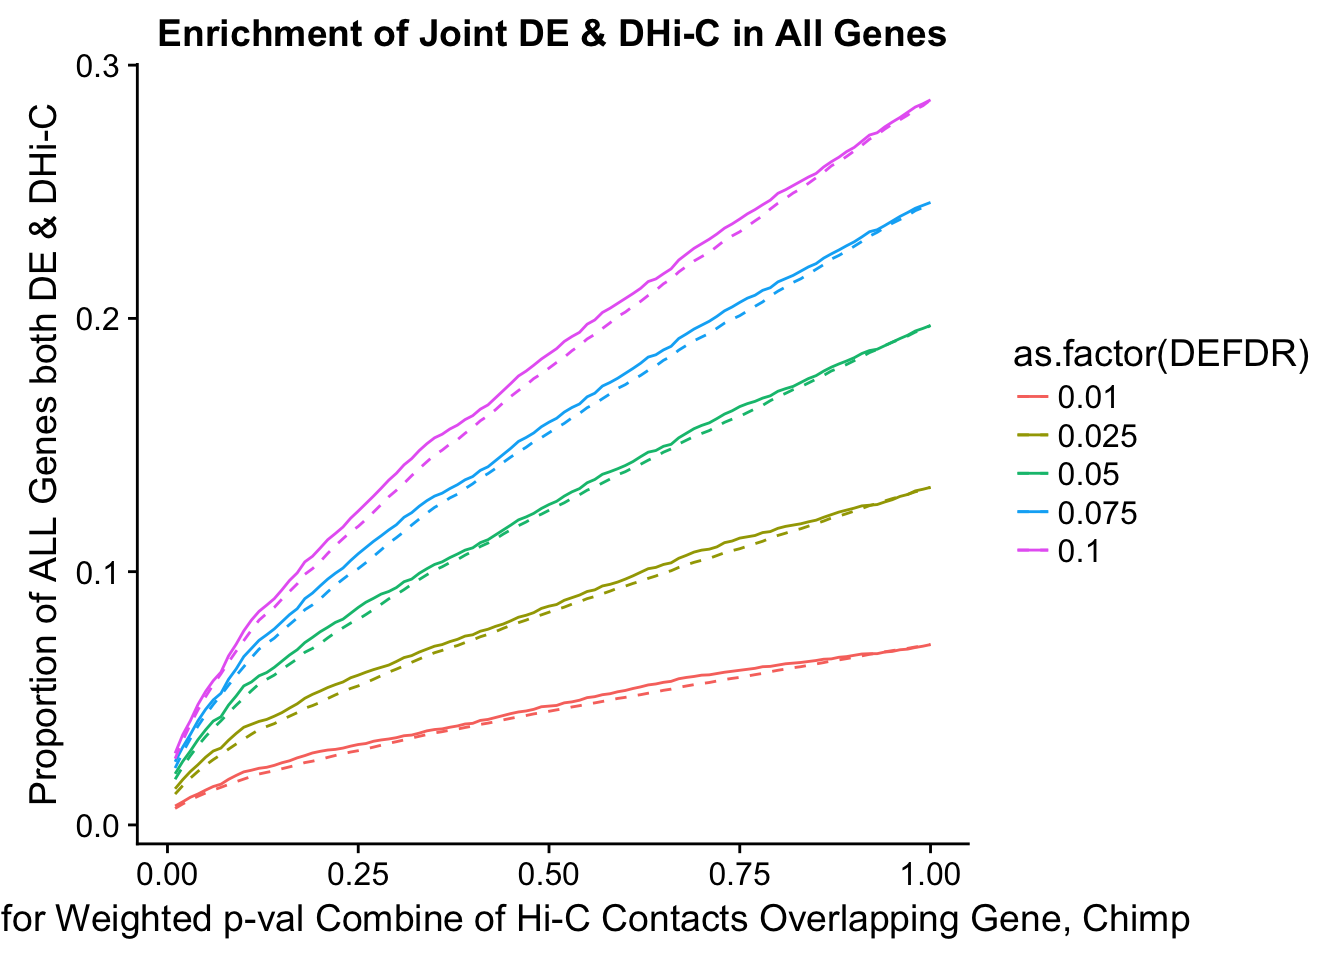 Enrichment of Joint DE & DHi-C in All Genes
Proportion of ALL Genes both DE & DHi-C
0.3
0.2
0.1
0.0
0.00 0.25 0.50 0.75 1.00
for Weighted p-val Combine of Hi-C Contacts Overlapping Gene, Chimp
as.factor(DEFDR)
0.01
0.025
0.05
0.075
0.1